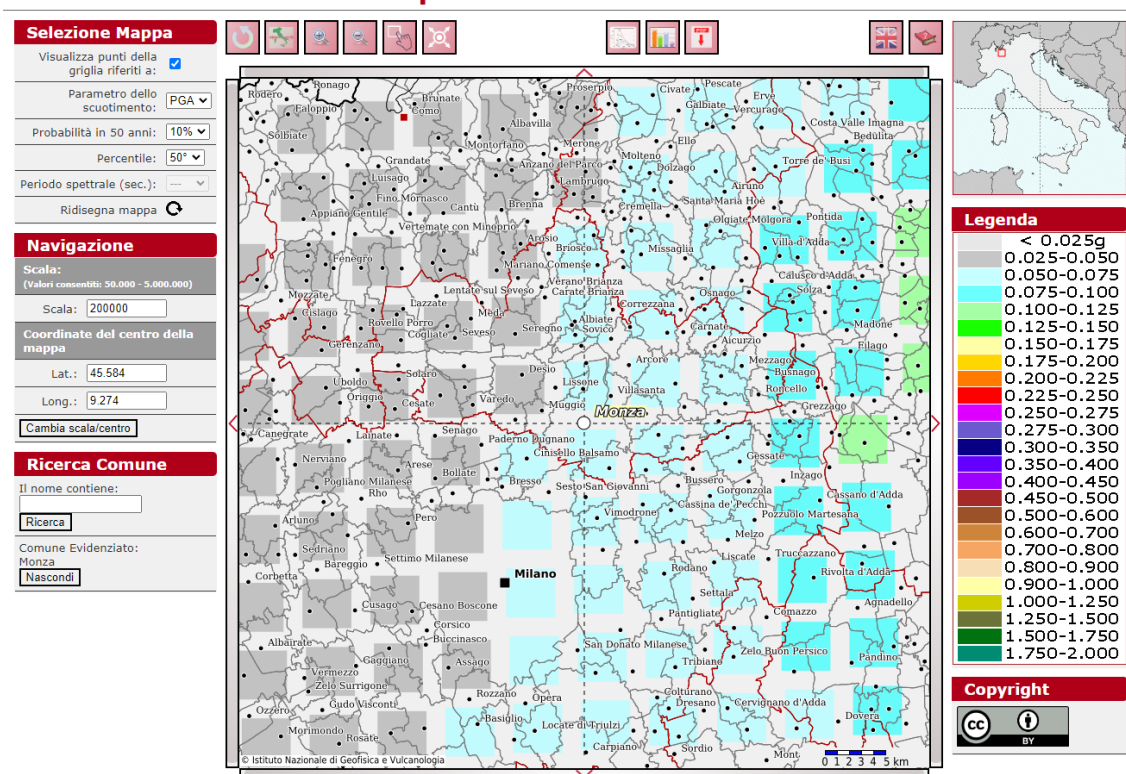 Selezione Mappa
Visualizza punti della
griglia riferiti a:
Parametro dello
scuotimento: PGA
Probabilità in 50 anni: 10%
Percentile: 50°
Periodo spettrale (sec.): ---
Ridisegna mappa
Navigazione
Scala:
(Valori consentiti: 50.000 - 5.000.000)
Scala: 200000
Coordinate del centro della
mappa
Lat.: 45.584
Long.: 9.274
Cambia scala/centro
Ricerca Comune
Il nome contiene:
Ricerca
Comune Evidenziato:
Monza
Nascondi
Rodero
Ronago
Faloppio
Solbiate
Brunate
Como
Albavilla
Montorfano
Proserpio
Merone
Anzano del Parco
Lambrugo
Civate
Pescate
Galbiate
Erve
Vercurago
Costa Valle Imagna
Bedulita
Ello
Molteno
Dolzago
Torre de' Busi
Airuno
Santa Maria Hoè
Cremella
Olgiate Molgora
Pontida
Grandate
Luisago
Fino Mornasco
Appiano Gentile
Cantù
Brenna
Vertemate con Minoprio
Arosio
Briosco
Missaglia
Villa d'Adda
Fenegro
Mariano Comense
Verano Brianza
Carate Brianza
Calusco d'Adda
Solza
Osnago
Mozzate
Cislago
Lentate sul Seveso
Lazzate
Meda
Correzzana
Albiate
Sovico
Rovello Porro
Cogliate
Seveso
Seregno
Carnate
Madone
Gerenzano
Aicurzio
Filago
Arcore
Mezzago
Busnago
Roncello
Uboldo
Origgio
Solaro
Cesate
Desio
Lissone
Villasanta
Varedo
Muggiò
Monza
Grezzago
Canegrate
Lainate
Senago
Paderno Dugnano
Cinisello Balsamo
Nerviano
Arese
Bollate
Gessate
Pogliano Milanese
Rho
Bresso
Sesto San Giovanni
Bussero
Inzago
Gorgonzola
Cassano d'Adda
Arluno
Pero
Vimodrone
Cassina de' Pecchi
Pozzuolo Martesana
Sedriano
Bareggio
Settimo Milanese
Melzo
Liscate
Truccazzano
Corbetta
Milano
Rodano
Rivolta d'Adda
Settala
Cusago
Cesano Boscone
Pantigliate
Comazzo
Agnadello
Corsico
Buccinasco
Albairate
San Donato Milanese
Zelo Buon Persico
Gaggiano
Assago
Tribiano
Pandino
Vermezzo
Zelo Surrigone
Rozzano
Opera
Colturano
Dresano
Cervignano d'Adda
Ozzero
Gudo Visconti
Morimondo
Rosate
Basiglio
Locate di Triulzi
Dovera
Carpiano
Sordio
Mont
© Istituto Nazionale di Geofisica e Vulcanologia
0 1 2 3 4 5 km
Legenda
< 0.025g
0.025-0.050
0.050-0.075
0.075-0.100
0.100-0.125
0.125-0.150
0.150-0.175
0.175-0.200
0.200-0.225
0.225-0.250
0.250-0.275
0.275-0.300
0.300-0.350
0.350-0.400
0.400-0.450
0.450-0.500
0.500-0.600
0.600-0.700
0.700-0.800
0.800-0.900
0.900-1.000
1.000-1.250
1.250-1.500
1.500-1.750
1.750-2.000
Copyright
cc
BY